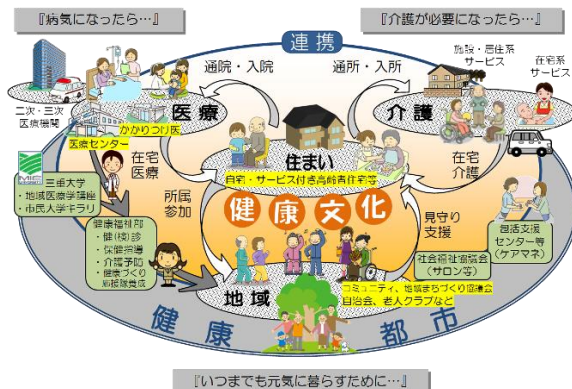 『病気になったら…』
『介護が必要になったら…』
連携
通院・入院
通所・入所
施設・居住系
サービス
在宅系
サービス
二次・三次
医療機関
医療
かかりつけ医、
医療センター
介護
住まい
自宅・サービス付き高齢者住宅等
在宅
医療
在宅
介護
三重大学
・地域医療学講座
・市民大学キラリ
所属
参加
健康文化
見守り
支援
健康福祉部
・健(検)診
・保健指導
・介護予防
・健康づくり
応援隊養成
包括支援
センター等
(ケアマネ)
社会福祉協議会
(サロン等)
地域
コミュニティ、地域まちづくり協議会
自治会、老人クラブなど
健康
都市
『いつまでも元気に暮らすために…』